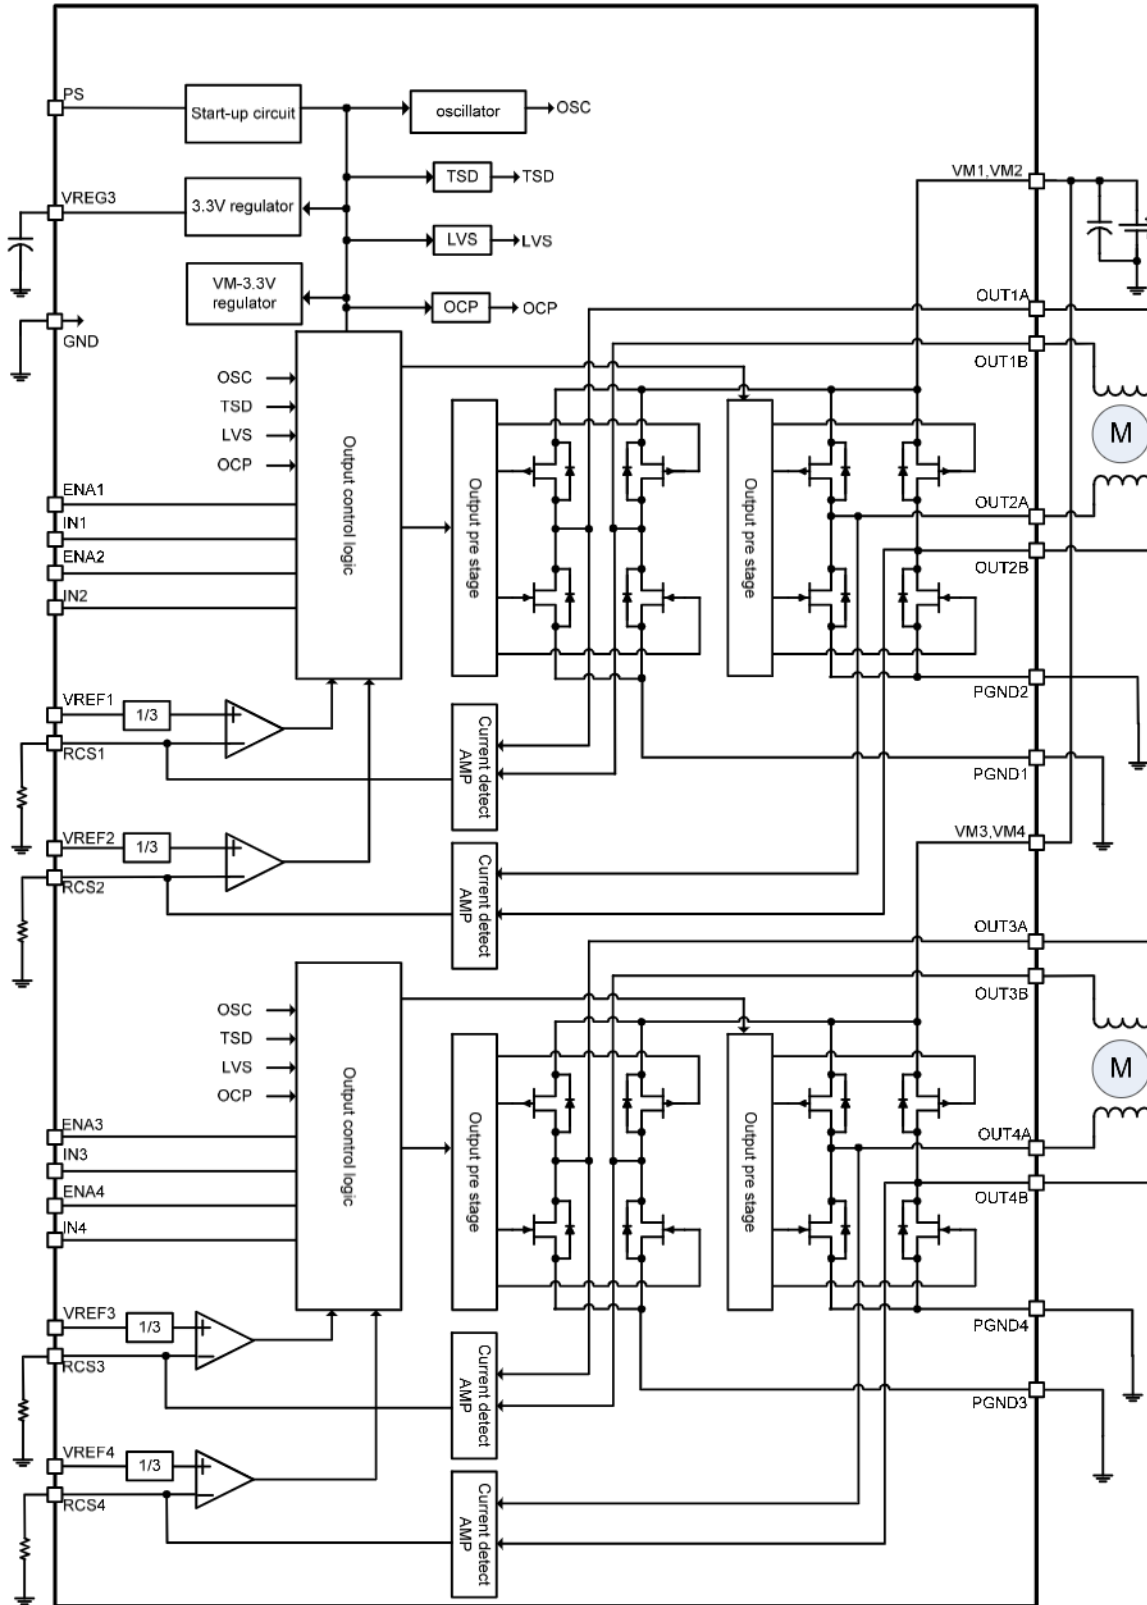 PS
Start-up circuit
oscillator
OSC
TSD
TSD
VM1,VM2
VREG3
3.3V regulator
LVS
LVS
VM-3.3V
regulator
OCP
OCP
OUT1A
GND
OUT1B
OSC
TSD
LVS
OCP
Output control
logic
Output pre stage
Output pre stage
M
ENA1
IN1
ENA2
IN2
OUT2A
OUT2B
VREF1
1/3
+
−
RCS1
Current detect
AMP
PGND2
PGND1
VREF2
1/3
+
−
RCS2
Current detect
AMP
VM3,VM4
OUT3A
OUT3B
OSC
TSD
LVS
OCP
Output control
logic
Output pre stage
Output pre stage
M
ENA3
IN3
ENA4
IN4
OUT4A
OUT4B
VREF3
1/3
+
−
RCS3
Current detect
AMP
PGND4
PGND3
VREF4
1/3
+
−
RCS4
Current detect
AMP